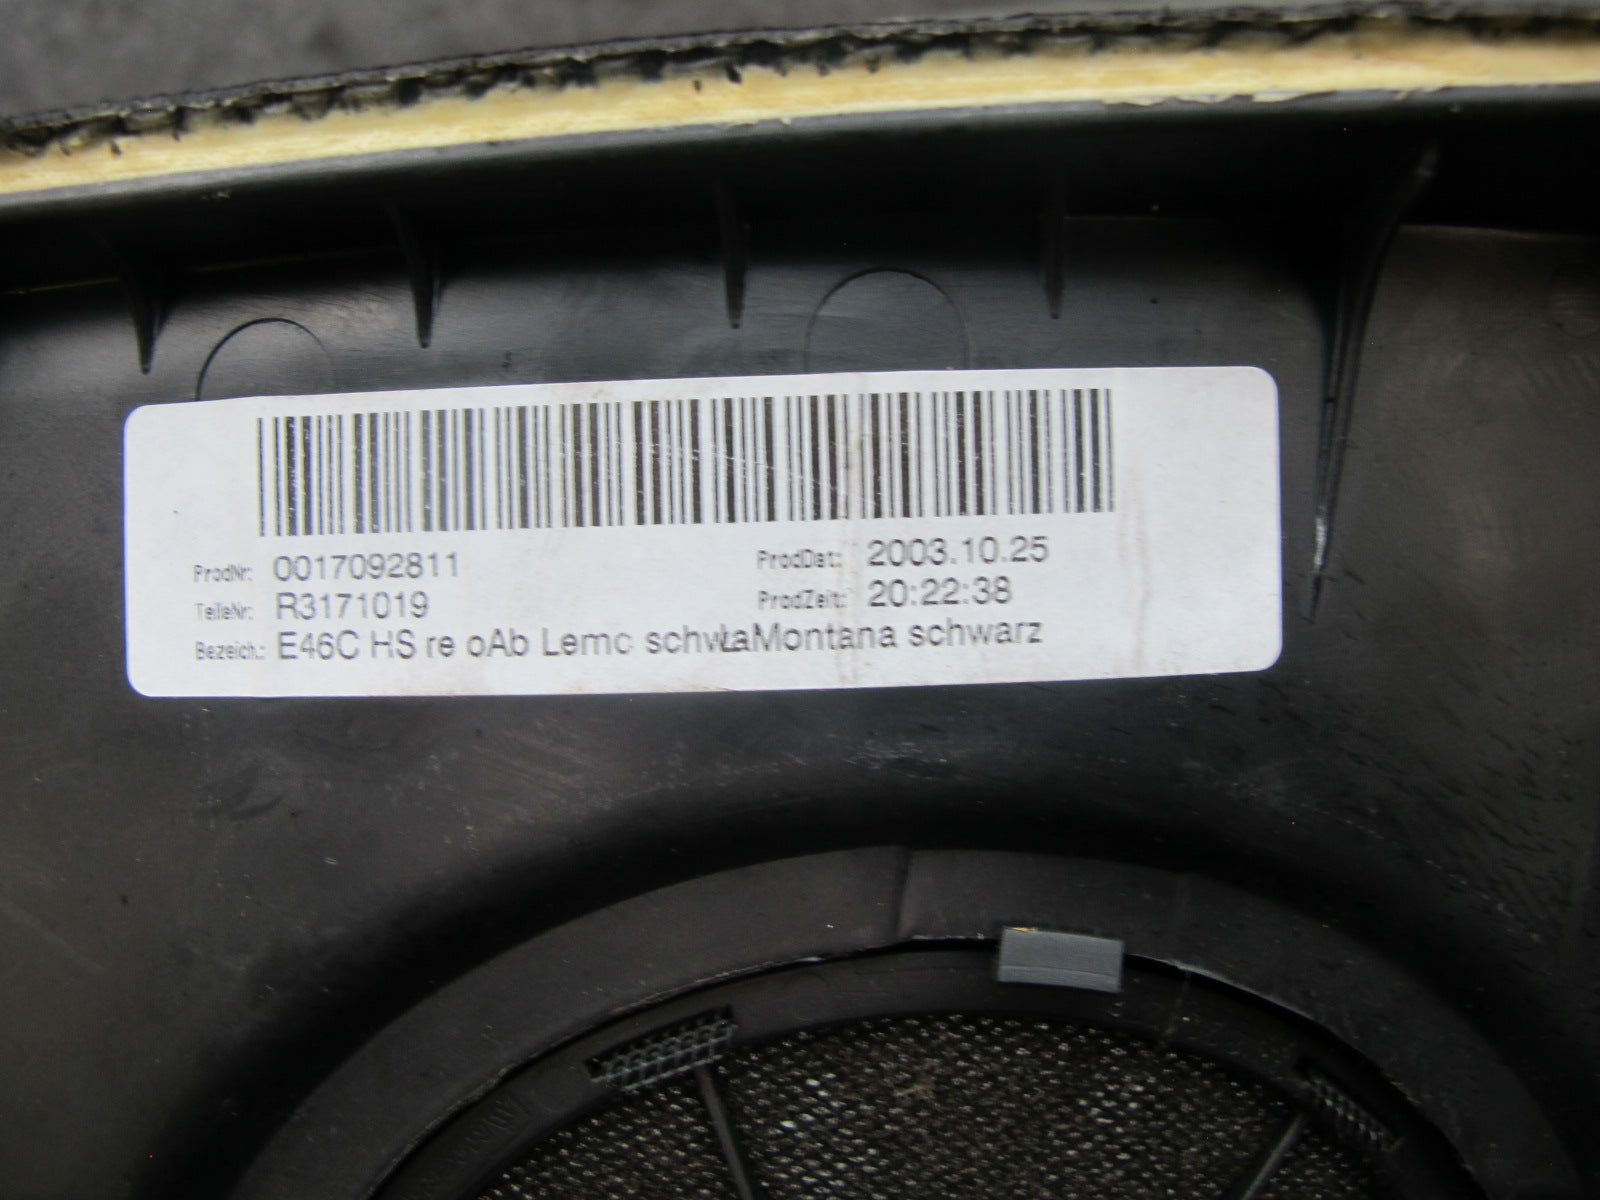 ProdNr: 0017092811
ProdDat: 2003.10.25
TeileNr: R3171019
ProdZeit: 20:22:38
Bezeich.: E46C HS re oAb Lemo Montana schwarz